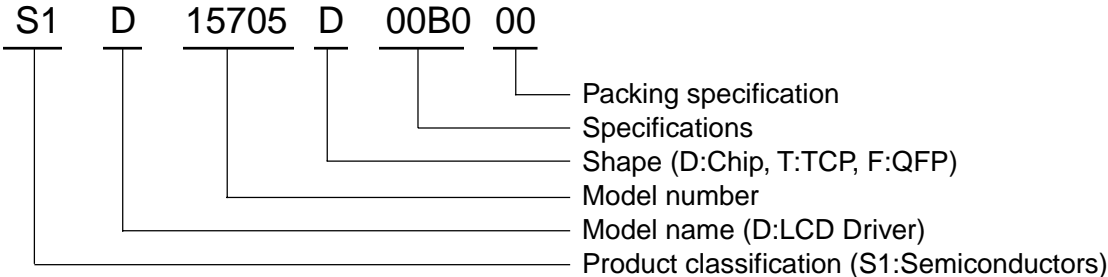 S1 D 15705 D 00B0 00
Packing specification
Specifications
Shape (D:Chip, T:TCP, F:QFP)
Model number
Model name (D:LCD Driver)
Product classification (S1:Semiconductors)